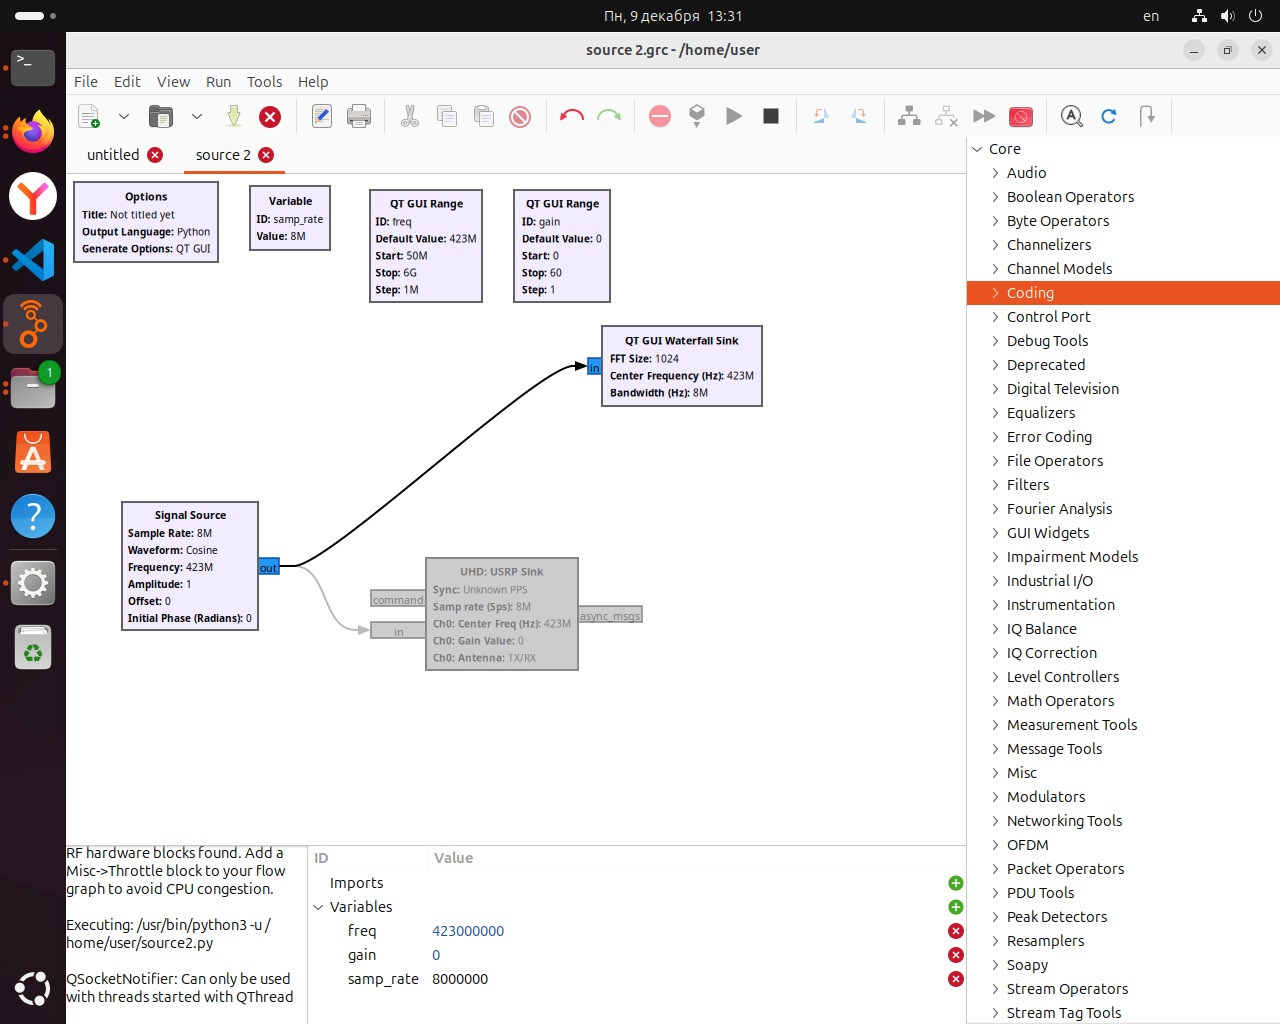 Пн, 9 декабря 13:31
en
source 2.grc - /home/user
File Edit View Run Tools Help
untitled
source 2
Options
Title: Not titled yet
Output Language: Python
Generate Options: QT GUI
Variable
ID: samp_rate
Value: 8M
QT GUI Range
ID: freq
Default Value: 423M
Start: 50M
Stop: 6G
Step: 1M
QT GUI Range
ID: gain
Default Value: 0
Start: 0
Stop: 60
Step: 1
QT GUI Waterfall Sink
FFT Size: 1024
Center Frequency (Hz): 423M
Bandwidth (Hz): 8M
in
Signal Source
Sample Rate: 8M
Waveform: Cosine
Frequency: 423M
Amplitude: 1
Offset: 0
Initial Phase (Radians): 0
out
UHD: USRP Sink
Sync: Unknown PPS
Samp rate (Sps): 8M
Ch0: Center Freq (Hz): 423M
Ch0: Gain Value: 0
Ch0: Antenna: TX/RX
command
in
async_msgs
RF hardware blocks found. Add a
Misc->Throttle block to your flow
graph to avoid CPU congestion.
Executing: /usr/bin/python3 -u /
home/user/source2.py
QSocketNotifier: Can only be used
with threads started with QThread
ID Value
Imports
Variables
freq 423000000
gain 0
samp_rate 8000000
Core
Audio
Boolean Operators
Byte Operators
Channelizers
Channel Models
Coding
Control Port
Debug Tools
Deprecated
Digital Television
Equalizers
Error Coding
File Operators
Filters
Fourier Analysis
GUI Widgets
Impairment Models
Industrial I/O
Instrumentation
IQ Balance
IQ Correction
Level Controllers
Math Operators
Measurement Tools
Message Tools
Misc
Modulators
Networking Tools
OFDM
Packet Operators
PDU Tools
Peak Detectors
Resamplers
Soapy
Stream Operators
Stream Tag Tools
1